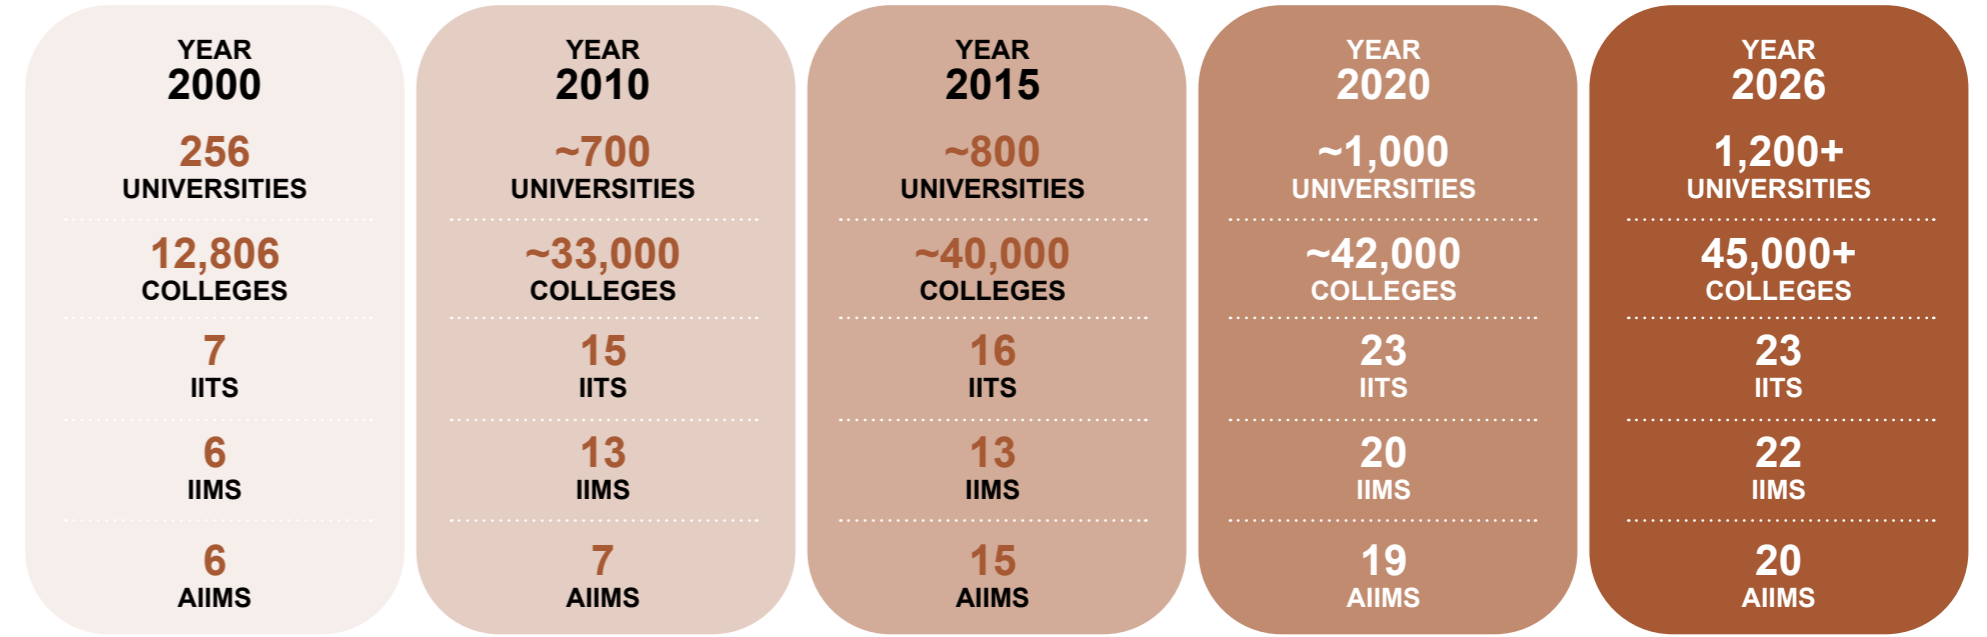 YEAR
2000
256
UNIVERSITIES
12,806
COLLEGES
7
IITS
6
IIMS
6
AIIMS
YEAR
2010
~700
UNIVERSITIES
~33,000
COLLEGES
15
IITS
13
IIMS
7
AIIMS
YEAR
2015
~800
UNIVERSITIES
~40,000
COLLEGES
16
IITS
13
IIMS
15
AIIMS
YEAR
2020
~1,000
UNIVERSITIES
~42,000
COLLEGES
23
IITS
20
IIMS
19
AIIMS
YEAR
2026
1,200+
UNIVERSITIES
45,000+
COLLEGES
23
IITS
22
IIMS
20
AIIMS